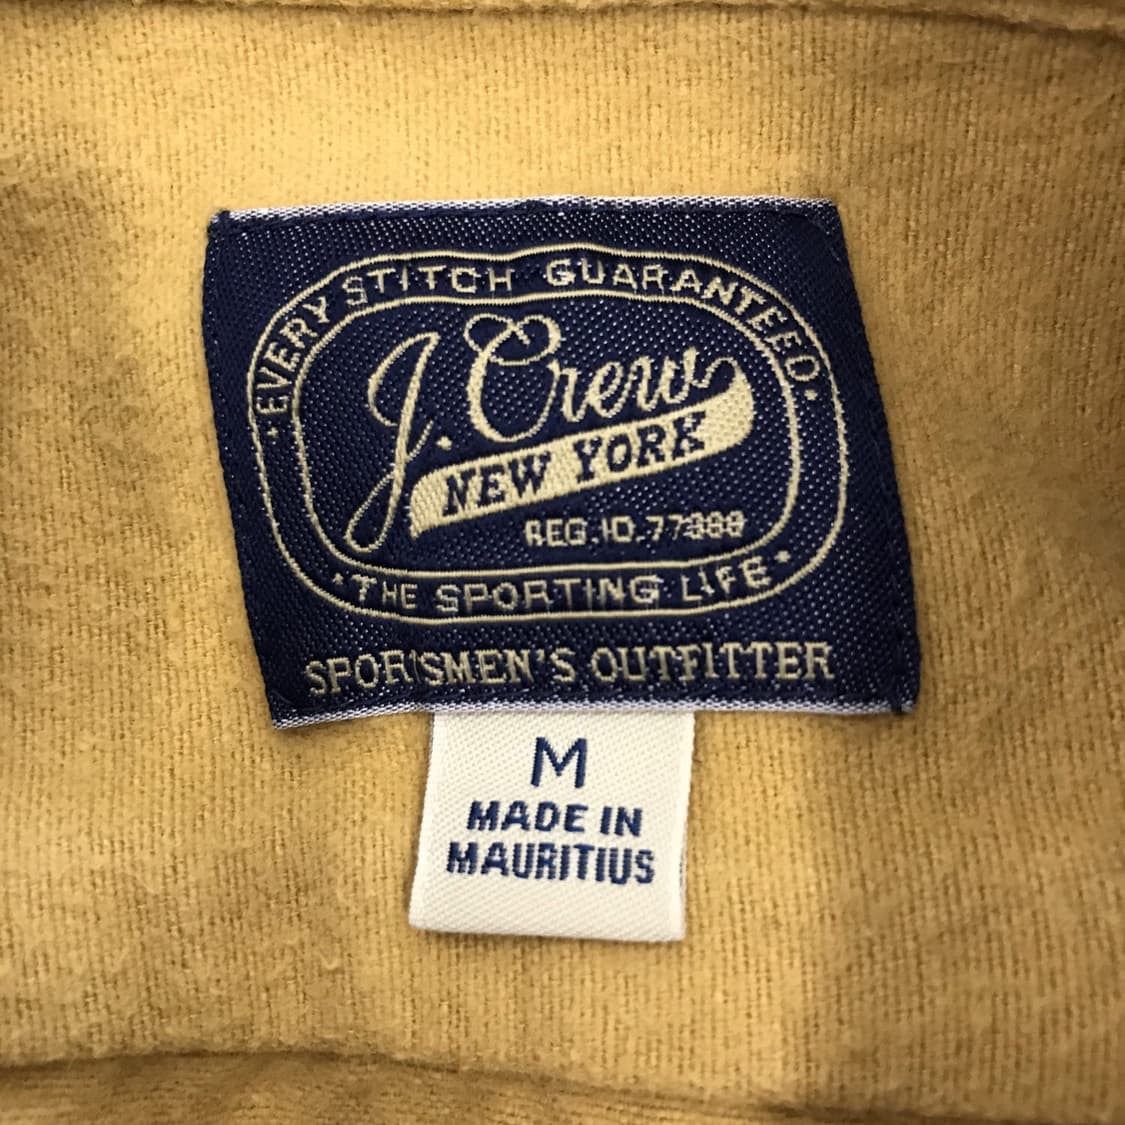 EVERY STITCH GUARANTEED
J. Crew
NEW YORK
REG. ID. 77388
THE SPORTING LIFE
SPORTSMEN'S OUTFITTER
M
MADE IN
MAURITIUS